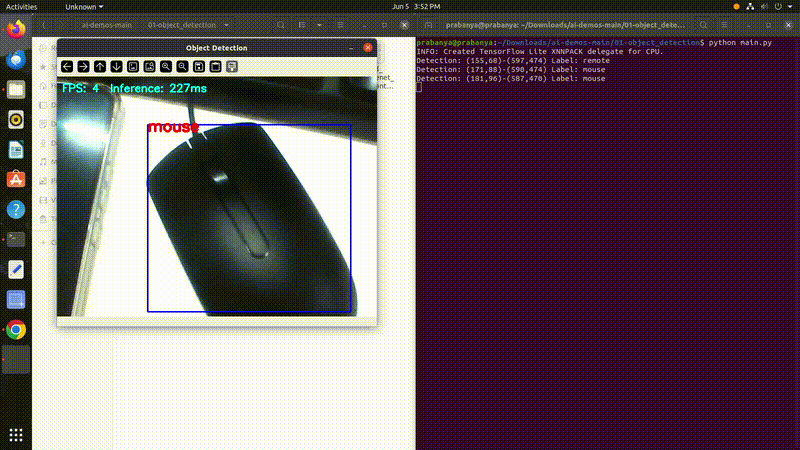 Activities
Unknown
Jun 5 3:52 PM
ai-demos-main
01-object_detection
prabanya@prabanya: ~/Downloads/ai-demos-main/01-object_dete...
Object Detection
FPS: 4 Inference: 227ms
mouse
prabanya@prabanya:~/Downloads/ai-demos-main/01-object_detection$ python main.py
INFO: Created TensorFlow Lite XNNPACK delegate for CPU.
Detection: (155,68)-(597,474) Label: remote
Detection: (171,88)-(590,474) Label: mouse
Detection: (181,96)-(587,470) Label: mouse